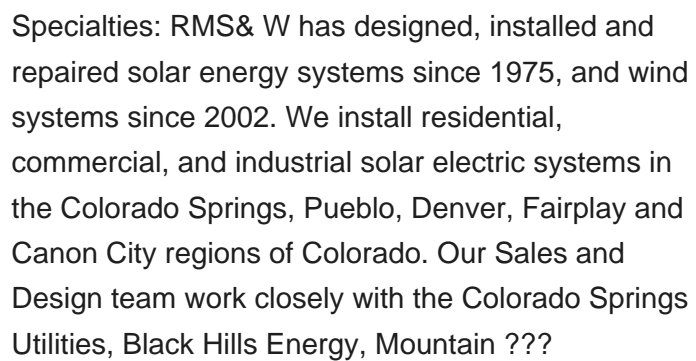 Specialties: RMS& W has designed, installed and
repaired solar energy systems since 1975, and wind
systems since 2002. We install residential,
commercial, and industrial solar electric systems in
the Colorado Springs, Pueblo, Denver, Fairplay and
Canon City regions of Colorado. Our Sales and
Design team work closely with the Colorado Springs
Utilities, Black Hills Energy, Mountain ???